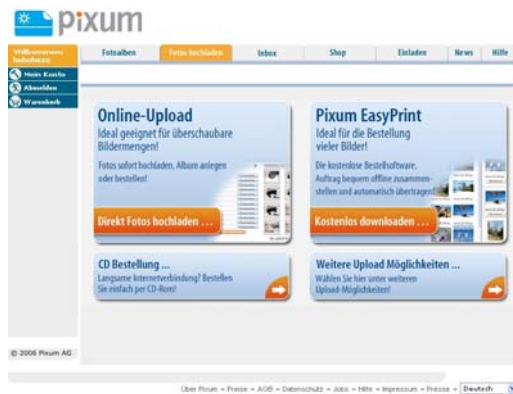 pixum
Willkommen
Fotoalben Fotos hochladen Inbox Shop Einladen News Hilfe
Mein Konto
Abmelden
Warenkorb
Online-Upload
Ideal geeignet für überschaubare
Bildermengen!
Fotos sofort hochladen, Album anlegen
oder bestellen!
Direkt Fotos hochladen ...
Pixum EasyPrint
Ideal für die Bestellung
vieler Bilder!
Die kostenlose Bestellsoftware.
Auftrag bequem offline zusammen-
stellen und automatisch übertragen!
Kostenlos downloaden ...
CD Bestellung ...
Langsame Internetverbindung? Bestellen
Sie einfach per CD-Rom!
Weitere Upload Möglichkeiten ...
Wählen Sie hier unter weiteren
Upload-Möglichkeiten!
© 2006 Pixum AG
Über Pixum - Preise - AGB - Datenschutz - Jobs - Hilfe - Impressum - Presse - Deutsch